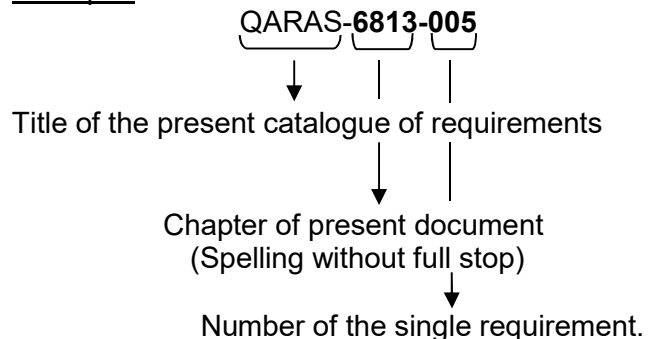 QARAS-6813-005
Title of the present catalogue of requirements
Chapter of present document
(Spelling without full stop)
Number of the single requirement.